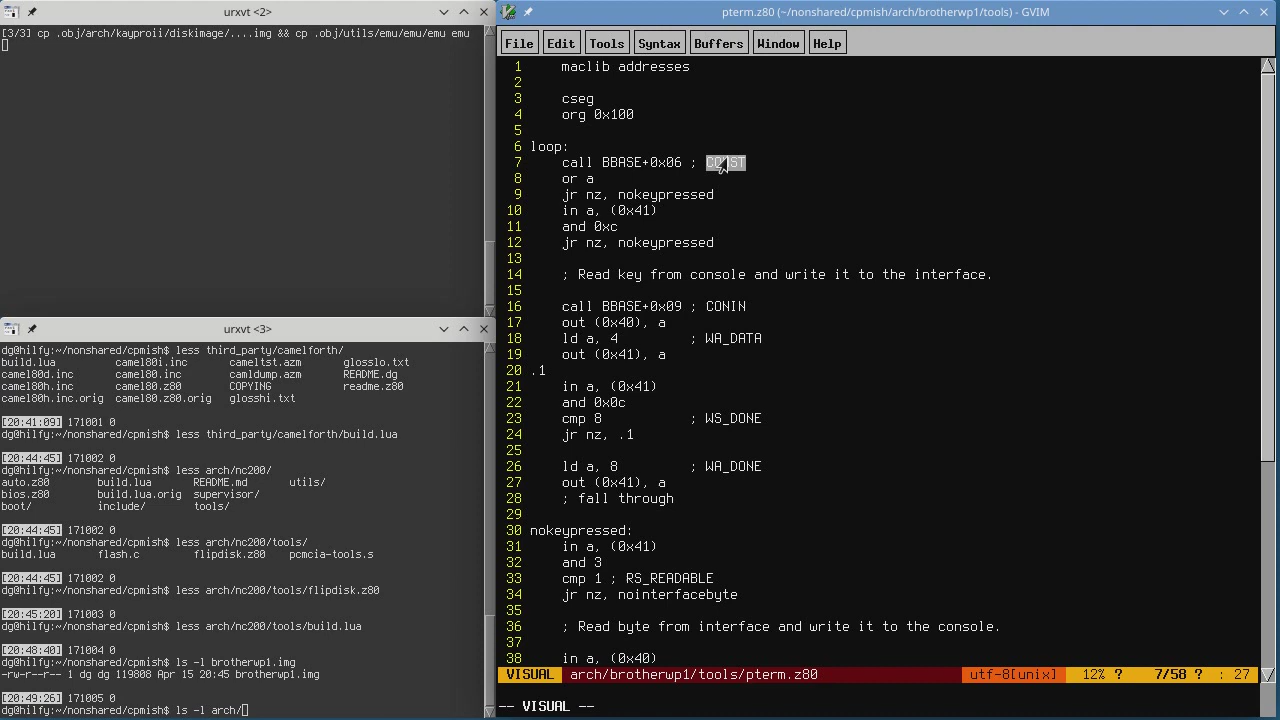 urxvt <2>
[3/3] cp .obj/arch/kayproii/diskimage/....img && cp .obj/utils/emu/emu/emu emu
urxvt <3>
dg@hilfy:~/nonshared/cpmish$ less third_party/camelforth/
build.lua camel80i.inc cameltst.azm glosslo.txt
camel80d.inc camel80.inc camldump.azm README.dg
camel80h.inc camel80.z80 COPYING readme.z80
camel80h.inc.orig camel80.z80.orig glosshi.txt
[20:41:09] 171001 0
dg@hilfy:~/nonshared/cpmish$ less third_party/camelforth/build.lua
[20:44:45] 171002 0
dg@hilfy:~/nonshared/cpmish$ less arch/nc200/
auto.z80 build.lua README.md utils/
bios.z80 build.lua.orig supervisor/
boot/ include/ tools/
[20:44:45] 171002 0
dg@hilfy:~/nonshared/cpmish$ less arch/nc200/tools/
build.lua flash.c flipdisk.z80 pcmcia-tools.s
[20:44:45] 171002 0
dg@hilfy:~/nonshared/cpmish$ less arch/nc200/tools/flipdisk.z80
[20:45:20] 171003 0
dg@hilfy:~/nonshared/cpmish$ less arch/nc200/tools/build.lua
[20:48:40] 171004 0
dg@hilfy:~/nonshared/cpmish$ ls -l brotherwp1.img
-rw-r--r-- 1 dg dg 119808 Apr 15 20:45 brotherwp1.img
[20:49:26] 171005 0
dg@hilfy:~/nonshared/cpmish$ ls -l arch/
pterm.z80 (~/nonshared/cpmish/arch/brotherwp1/tools) - GVIM
File Edit Tools Syntax Buffers Window Help
1 maclib addresses
2
3 cseg
4 org 0x100
5
6 loop:
7 call BBASE+0x06 ; CONST
8 or a
9 jr nz, nokeypressed
10 in a, (0x41)
11 and 0xc
12 jr nz, nokeypressed
13
14 ; Read key from console and write it to the interface.
15
16 call BBASE+0x09 ; CONIN
17 out (0x40), a
18 ld a, 4 ; WA_DATA
19 out (0x41), a
20 .1
21 in a, (0x41)
22 and 0x0c
23 cmp 8 ; WS_DONE
24 jr nz, .1
25
26 ld a, 8 ; WA_DONE
27 out (0x41), a
28 ; fall through
29
30 nokeypressed:
31 in a, (0x41)
32 and 3
33 cmp 1 ; RS_READABLE
34 jr nz, nointerfacebyte
35
36 ; Read byte from interface and write it to the console.
37
38 in a, (0x40)
VISUAL arch/brotherwp1/tools/pterm.z80 utf-8[unix] 12% ? 7/58 ? : 27
-- VISUAL --